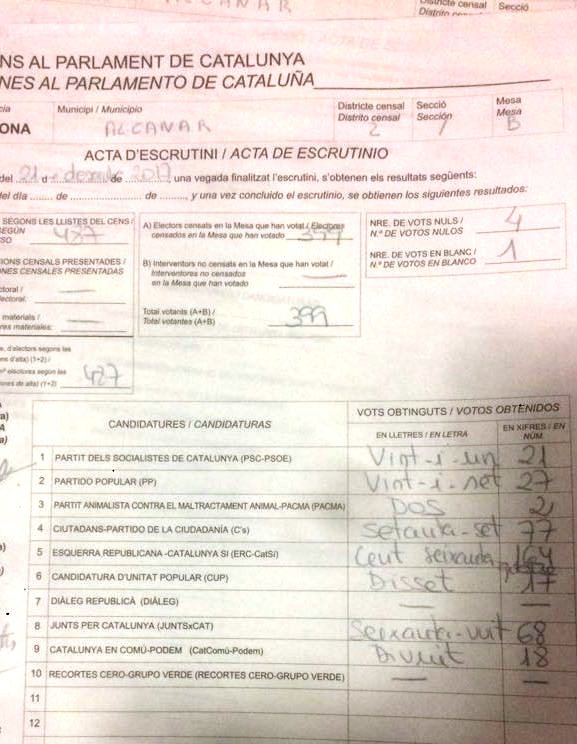 ALCANAR
Districte censal Secció
Distrito
NS AL PARLAMENT DE CATALUNYA
NES AL PARLAMENTO DE CATALUÑA
cia Municipi / Municipio Districte censal Secció Mesa
Distrito censal Sección Mesa
ONA ALCANAR 2 1 B
ACTA D'ESCRUTINI / ACTA DE ESCRUTINIO
del 21 d desembre de 2017, una vegada finalitzat l'escrutini, s'obtenen els resultats següents:
del día ........ de ............ de ........, y una vez concluido el escrutinio, se obtienen los siguientes resultados:
SEGONS LES LLISTES DEL CENS /
EGÚN
SO 487
A) Electors censats en la Mesa que han votat / Electores
censados en la Mesa que han votado 399
NRE. DE VOTS NULS /
N.º DE VOTOS NULOS 4
IONS CENSALS PRESENTADES /
NES CENSALES PRESENTADAS
B) Interventors no censats en la Mesa que han votat /
Interventores no censados
en la Mesa que han votado —
NRE. DE VOTS EN BLANC /
N.º DE VOTOS EN BLANCO 1
ctoral /
lectoral: —
materials /
res materiales: —
Total votants (A+B) /
Total votantes (A+B) 399
e. d'electors segons les
ns d'alta) (1+2) /
nº electores según las
iones de alta) (1+2) 487
CANDIDATURES / CANDIDATURAS VOTS OBTINGUTS / VOTOS OBTENIDOS
EN LLETRES / EN LETRA EN XIFRES / EN NÚM.
1 PARTIT DELS SOCIALISTES DE CATALUNYA (PSC-PSOE) Vint-i-un 21
2 PARTIDO POPULAR (PP) Vint-i-set 27
3 PARTIT ANIMALISTA CONTRA EL MALTRACTAMENT ANIMAL-PACMA (PACMA) DOS 2
4 CIUTADANS-PARTIDO DE LA CIUDADANÍA (C's) Setanta-set 77
5 ESQUERRA REPUBLICANA-CATALUNYA SÍ (ERC-CatSí) Cent seixanta 164
6 CANDIDATURA D'UNITAT POPULAR (CUP) Disset 17
7 DIÀLEG REPUBLICÀ (DIÀLEG) — —
8 JUNTS PER CATALUNYA (JUNTSxCAT) Seixanta-vuit 68
9 CATALUNYA EN COMÚ-PODEM (CatComú-Podem) Divuit 18
10 RECORTES CERO-GRUPO VERDE (RECORTES CERO-GRUPO VERDE) — —
11
12